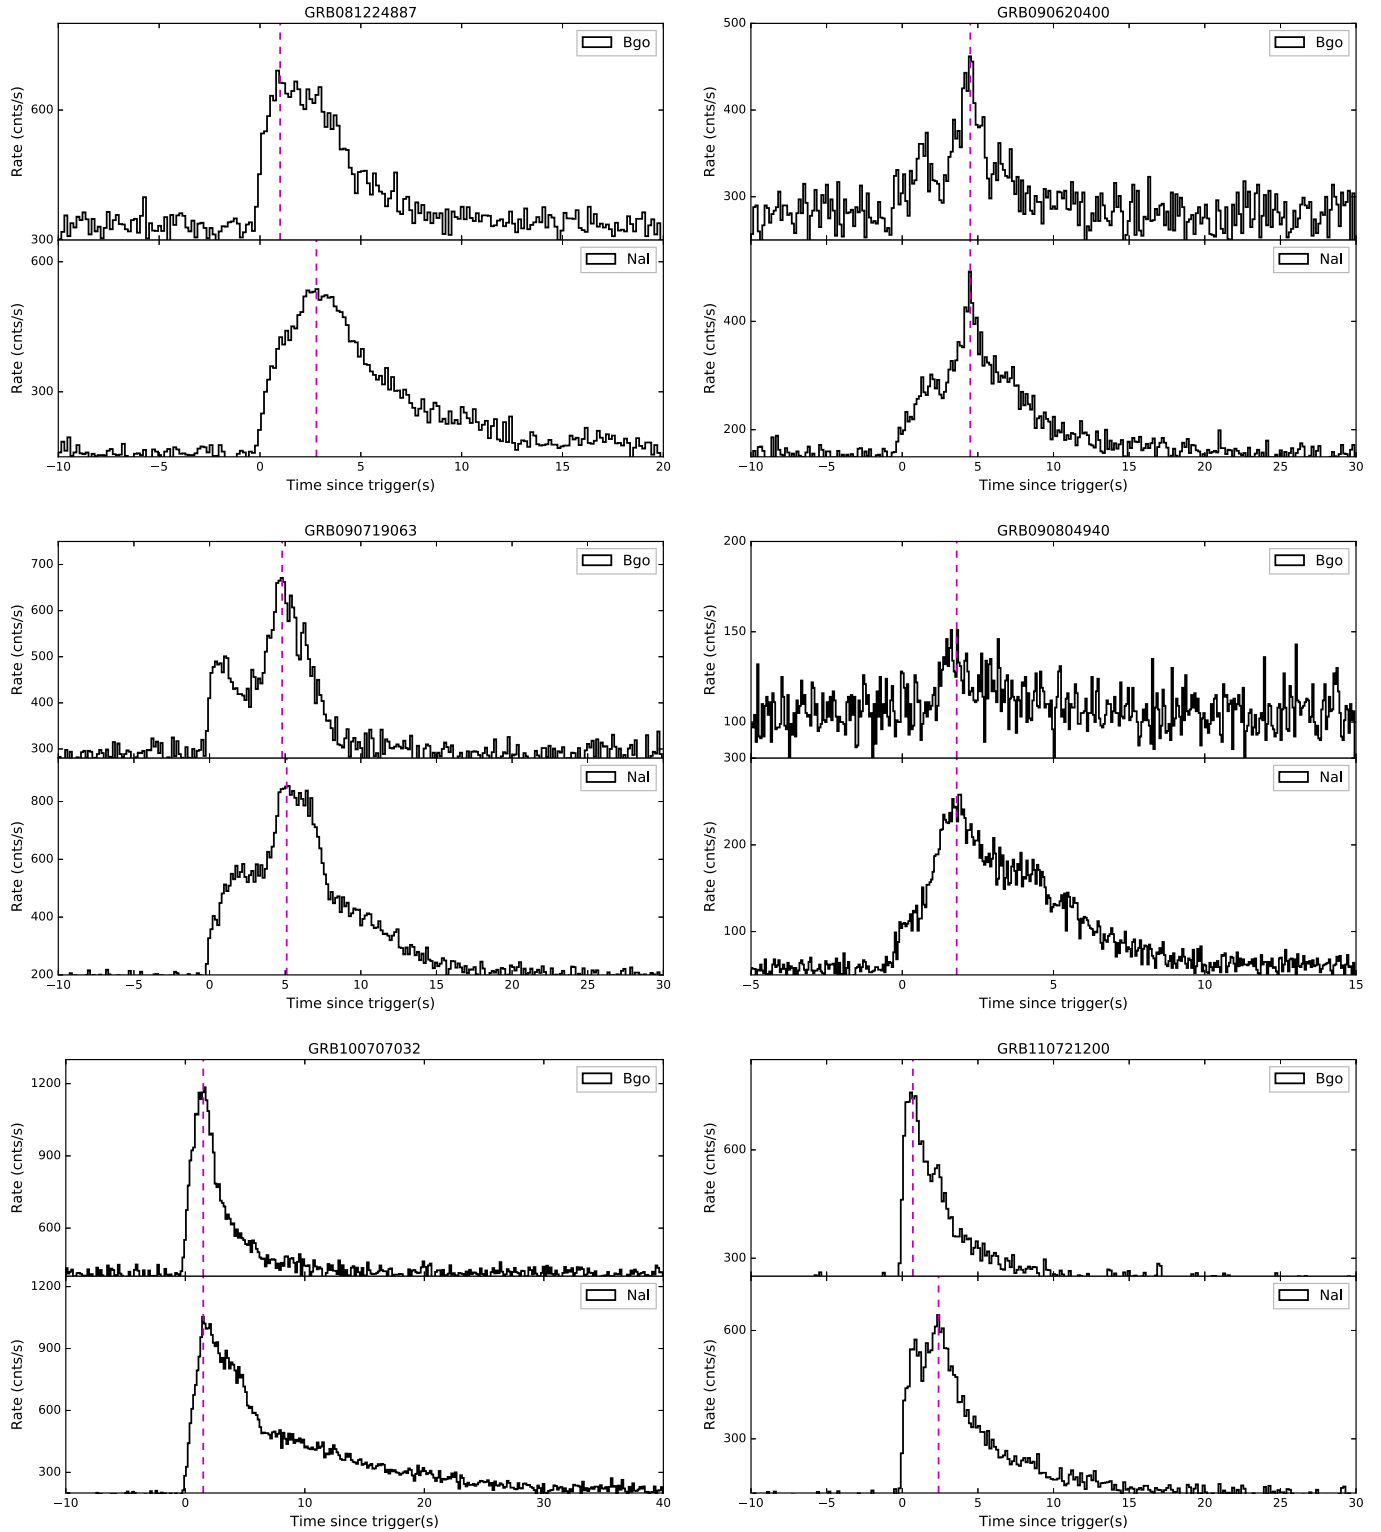 GRB081224887
Bgo
Rate (cnts/s)
600
300
NaI
Rate (cnts/s)
600
300
−10 −5 0 5 10 15 20
Time since trigger(s)
GRB090620400
Bgo
Rate (cnts/s)
500
400
300
NaI
Rate (cnts/s)
400
200
−10 −5 0 5 10 15 20 25 30
Time since trigger(s)
GRB090719063
Bgo
Rate (cnts/s)
700
600
500
400
300
NaI
Rate (cnts/s)
800
600
400
200
−10 −5 0 5 10 15 20 25 30
Time since trigger(s)
GRB090804940
Bgo
Rate (cnts/s)
200
150
100
300
NaI
Rate (cnts/s)
200
100
−5 0 5 10 15
Time since trigger(s)
GRB100707032
Bgo
Rate (cnts/s)
1200
900
600
1200
NaI
Rate (cnts/s)
900
600
300
−10 0 10 20 30 40
Time since trigger(s)
GRB110721200
Bgo
Rate (cnts/s)
600
300
NaI
Rate (cnts/s)
600
300
−10 −5 0 5 10 15 20 25 30
Time since trigger(s)